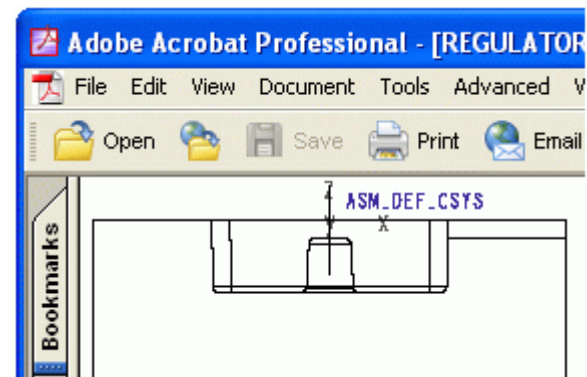 Adobe Acrobat Professional - [REGULATOR
File Edit View Document Tools Advanced V
Open Save Print Email
Z ASM_DEF_CSYS
Y X
Bookmarks